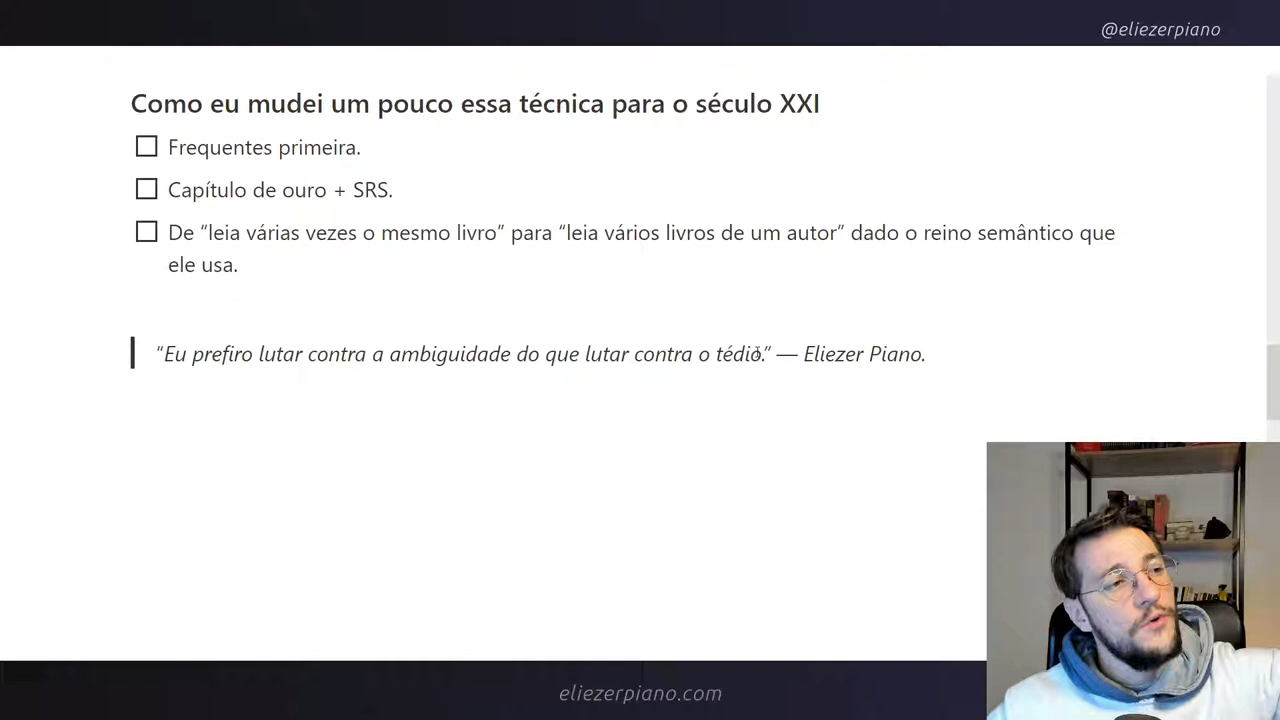 @eliezerpiano
Como eu mudei um pouco essa técnica para o século XXI
Frequentes primeira.
Capítulo de ouro + SRS.
De “leia várias vezes o mesmo livro” para “leia vários livros de um autor” dado o reino semântico que
ele usa.
“Eu prefiro lutar contra a ambiguidade do que lutar contra o tédio.” — Eliezer Piano.
eliezerpiano.com